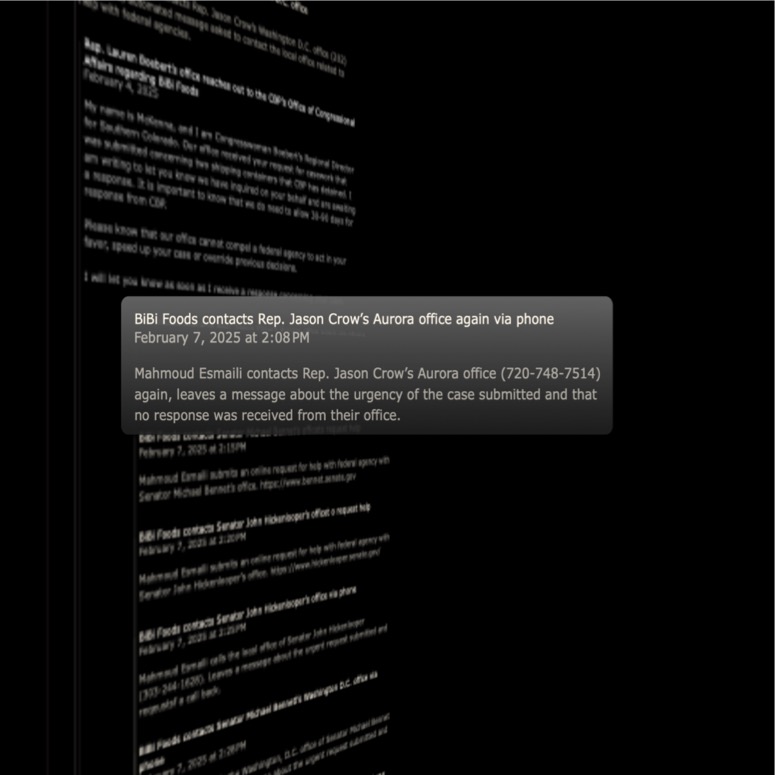 office
Rep. Jason Crow's Washington D.C. office (202)
automated message asked to contact the local office related to
help with federal agencies.
Rep. Lauren Boebert's office reaches out to the CBP's Office of Congressional
Affairs regarding BiBi Foods
February 4, 2025
My name is and I am Congresswoman Boebert's Regional Director
for Southern Colorado. Our office received your request for casework that
was submitted concerning two shipping containers that CBP has detained. I
am writing to let you know we have inquired on your behalf and are awaiting
a response. It is important to know that we do need to allow days for
response from CBP.
Please know that our office cannot compel a federal agency to act in your
favor, speed up your case or override previous decisions.
I will let you know as soon as I receive a response
BiBi Foods contacts Rep. Jason Crow's Aurora office again via phone
February 7, 2025 at 2:08 PM
Mahmoud Esmaili contacts Rep. Jason Crow's Aurora office (720-748-7514)
again, leaves a message about the urgency of the case submitted and that
no response was received from their office.
BiBi Foods contacts Senator Michael Bennet's office request help
February 7, 2025 at 2:15PM
Mahmoud Esmaili submits an online request for help with federal agency with
Senator Michael Bennet's office. https://www.bennet.senate.gov
BiBi Foods contacts Senator John Hickenlooper's office request help
February 7, 2025 at 2:20PM
Mahmoud Esmaili submits an online request for help with federal agency with
Senator John Hickenlooper's office. https://www.hickenlooper.senate.gov/
BiBi Foods contacts Senator John Hickenlooper's office via phone
February 7, 2025 at 2:25PM
Mahmoud Esmaili calls the local office of Senator John Hickenlooper
(303-244-1628). Leaves a message about the urgent request submitted and
a call back.
BiBi Foods contacts Senator Michael Bennet's Washington D.C. office via
phone
February 7, 2025 at 2:28PM
Washington, D.C. office of Senator Michael Bennet
about the urgent request submitted and